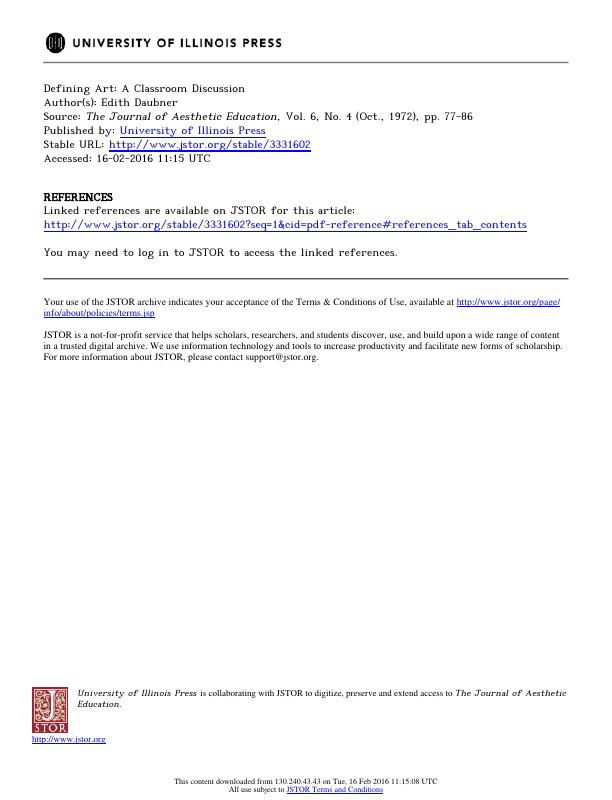 UNIVERSITY OF ILLINOIS PRESS
Defining Art: A Classroom Discussion
Author(s): Edith Daubner
Source: The Journal of Aesthetic Education, Vol. 6, No. 4 (Oct., 1972), pp. 77-86
Published by: University of Illinois Press
Stable URL: http://www.jstor.org/stable/3331602
Accessed: 16-02-2016 11:15 UTC
REFERENCES
Linked references are available on JSTOR for this article:
http://www.jstor.org/stable/3331602?seq=1&cid=pdf-reference#references_tab_contents
You may need to log in to JSTOR to access the linked references.
Your use of the JSTOR archive indicates your acceptance of the Terms & Conditions of Use, available at http://www.jstor.org/page/
info/about/policies/terms.jsp
JSTOR is a not-for-profit service that helps scholars, researchers, and students discover, use, and build upon a wide range of content
in a trusted digital archive. We use information technology and tools to increase productivity and facilitate new forms of scholarship.
For more information about JSTOR, please contact support@jstor.org.
University of Illinois Press is collaborating with JSTOR to digitize, preserve and extend access to The Journal of Aesthetic
Education.
JSTOR
http://www.jstor.org
This content downloaded from 130.240.43.43 on Tue, 16 Feb 2016 11:15:08 UTC
All use subject to JSTOR Terms and Conditions